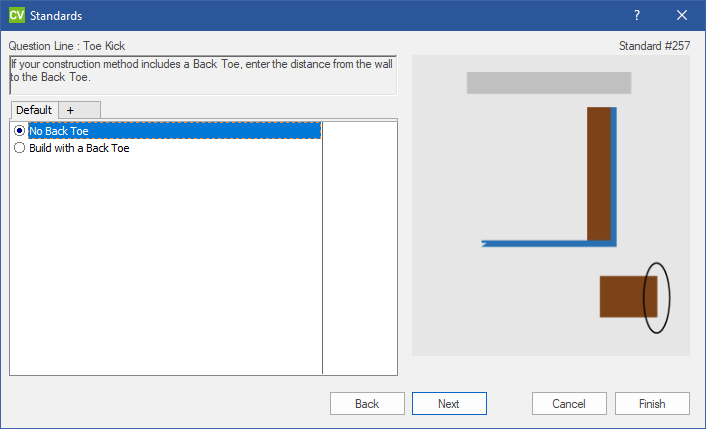 CV Standards ?
Question Line : Toe Kick
Standard #257
If your construction method includes a Back Toe, enter the distance from the wall
to the Back Toe.
Default +
No Back Toe
Build with a Back Toe
Back Next Cancel Finish